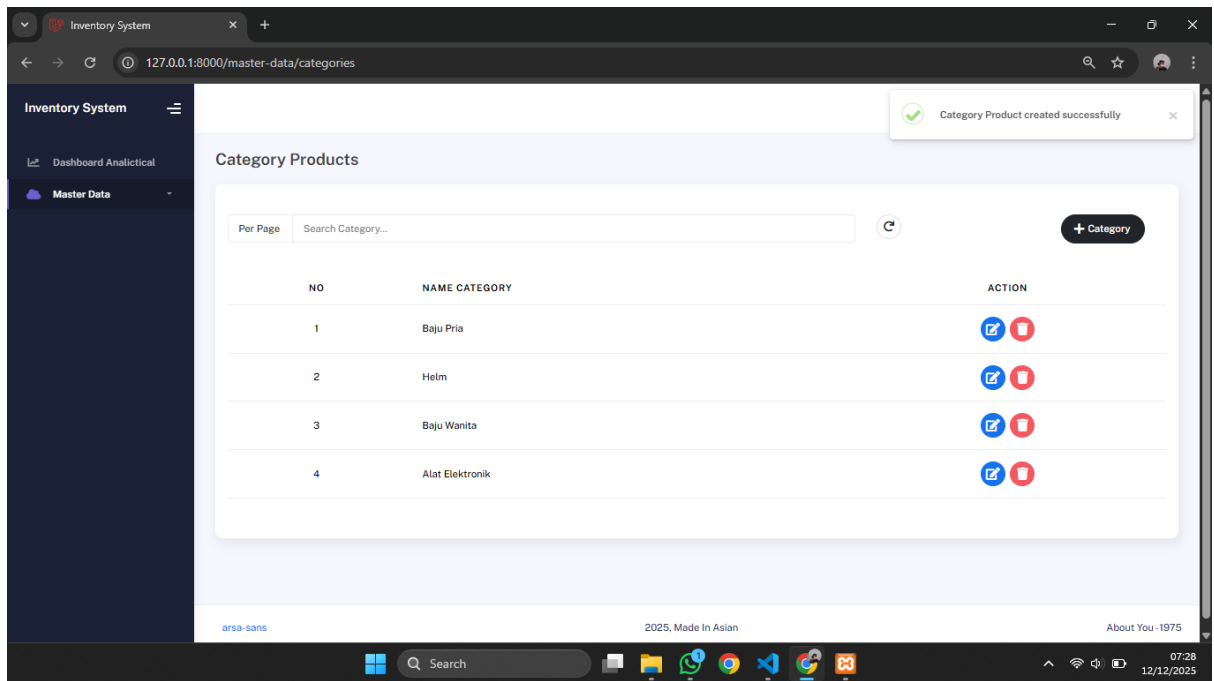 Inventory System
127.0.0.1:8000/master-data/categories
Inventory System
Category Product created successfully
Dashboard Analictical
Master Data
Category Products
Per Page Search Category...
+ Category
NO NAME CATEGORY ACTION
1 Baju Pria
2 Helm
3 Baju Wanita
4 Alat Elektronik
arsa-sans 2025, Made In Asian About You - 1975
Search 1 07:28
12/12/2025